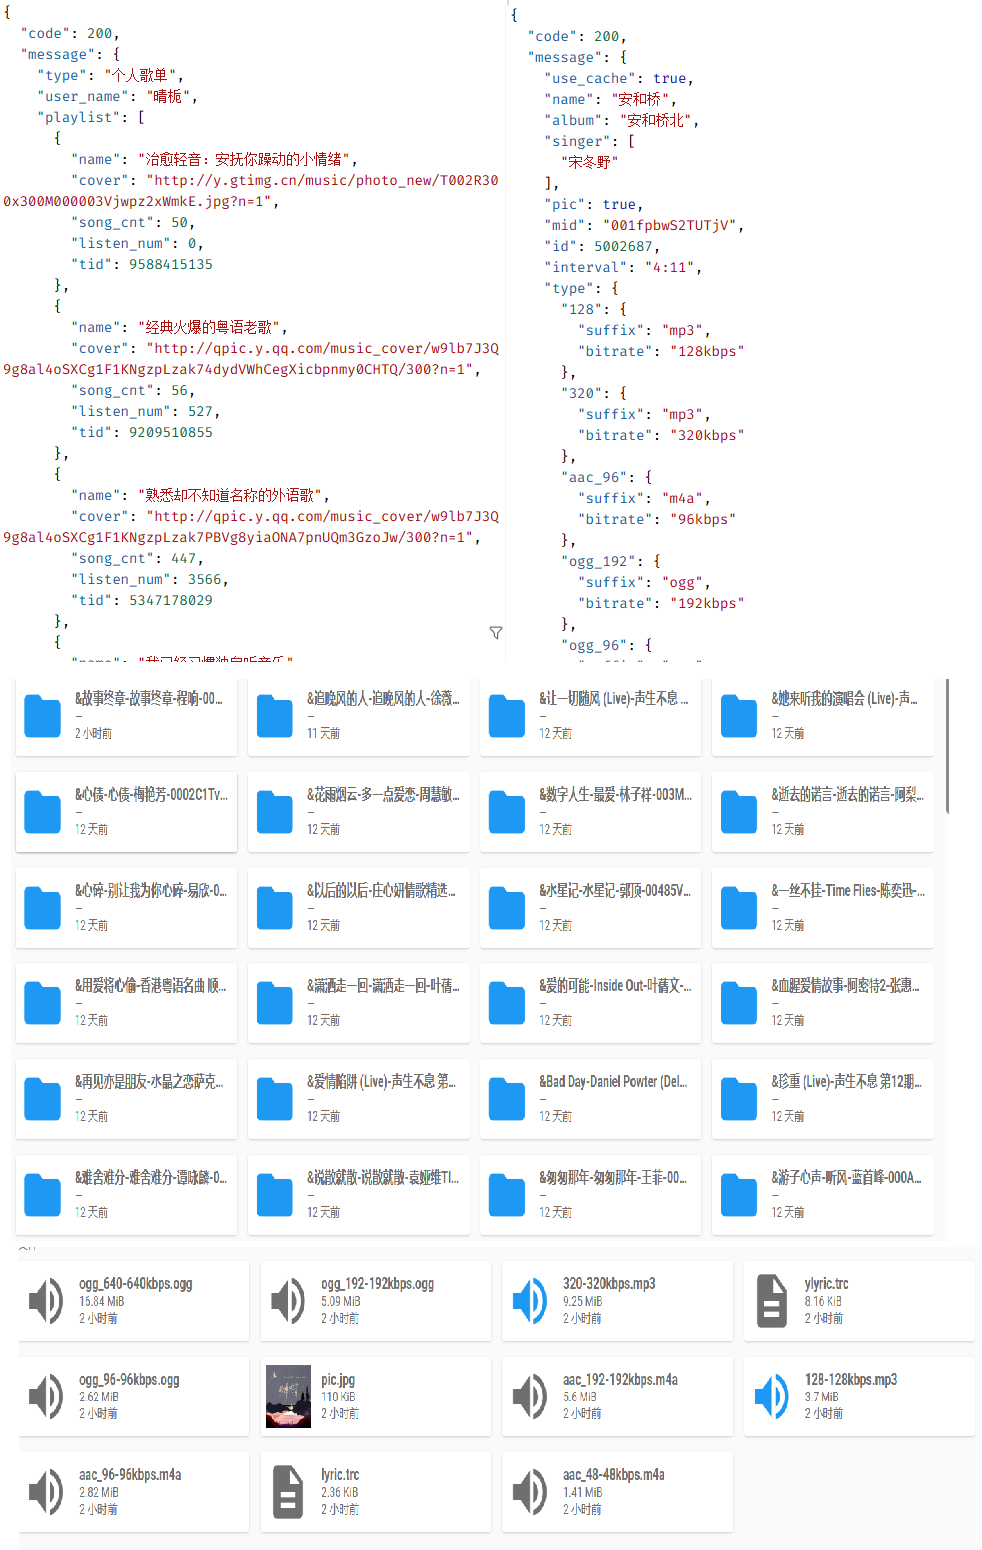 {
"code": 200,
"message": {
"type": "个人歌单",
"user_name": "晴栀",
"playlist": [
{
"name": "治愈轻音：安抚你躁动的小情绪",
"cover": "http://y.gtimg.cn/music/photo_new/T002R30
0x300M000003Vjwpz2xWmkE.jpg?n=1",
"song_cnt": 50,
"listen_num": 0,
"tid": 9588415135
},
{
"name": "经典火爆的粤语老歌",
"cover": "http://qpic.y.qq.com/music_cover/w9lb7J3Q
9g8al4oSXCg1F1KNgzpLzak74dydVWhCegXicbpnmy0CHTQ/300?n=1",
"song_cnt": 56,
"listen_num": 527,
"tid": 9209510855
},
{
"name": "熟悉却不知道名称的外语歌",
"cover": "http://qpic.y.qq.com/music_cover/w9lb7J3Q
9g8al4oSXCg1F1KNgzpLzak7PBVg8yiaONA7pnUQm3GzoJw/300?n=1",
"song_cnt": 447,
"listen_num": 3566,
"tid": 5347178029
},
{
{
"code": 200,
"message": {
"use_cache": true,
"name": "安和桥",
"album": "安和桥北",
"singer": [
"宋冬野"
],
"pic": true,
"mid": "001fpbwS2TUTjV",
"id": 5002687,
"interval": "4:11",
"type": {
"128": {
"suffix": "mp3",
"bitrate": "128kbps"
},
"320": {
"suffix": "mp3",
"bitrate": "320kbps"
},
"aac_96": {
"suffix": "m4a",
"bitrate": "96kbps"
},
"ogg_192": {
"suffix": "ogg",
"bitrate": "192kbps"
},
"ogg_96": {
&故事终章-故事终章-程响-00...
–
2 小时前
&追晚风的人-追晚风的人-徐薇...
–
11 天前
&让一切随风 (Live)-声生不息 ...
–
12 天前
&她来听我的演唱会 (Live)-声...
–
12 天前
&心债-心债-梅艳芳-0002C1Tv...
–
12 天前
&花雨烟云-多一点爱恋-周慧敏...
–
12 天前
&数字人生-最爱-林子祥-003M...
–
12 天前
&逝去的诺言-逝去的诺言-阿梨...
–
12 天前
&心碎-别让我为你心碎-易欣-0...
–
12 天前
&以后的以后-庄心妍情歌精选...
–
12 天前
&水星记-水星记-郭顶-00485V...
–
12 天前
&一丝不挂-Time Flies-陈奕迅-...
–
12 天前
&用爱将心偷-香港粤语名曲 顺...
–
12 天前
&潇洒走一回-潇洒走一回-叶蒨...
–
12 天前
&爱的可能-Inside Out-叶蒨文-...
–
12 天前
&血腥爱情故事-阿密特2-张惠...
–
12 天前
&再见亦是朋友-水晶之恋萨克...
–
12 天前
&爱情陷阱 (Live)-声生不息 第...
–
12 天前
&Bad Day-Daniel Powter (Del...
–
12 天前
&珍重 (Live)-声生不息 第12期...
–
12 天前
&难舍难分-难舍难分-谭咏麟-0...
–
12 天前
&说散就散-说散就散-袁娅维TI...
–
12 天前
&匆匆那年-匆匆那年-王菲-00...
–
12 天前
&游子心声-听风-蓝首峰-000A...
–
12 天前
ogg_640-640kbps.ogg
16.84 MiB
2 小时前
ogg_192-192kbps.ogg
5.09 MiB
2 小时前
320-320kbps.mp3
9.25 MiB
2 小时前
ylyric.trc
8.16 KiB
2 小时前
ogg_96-96kbps.ogg
2.62 MiB
2 小时前
pic.jpg
110 KiB
2 小时前
aac_192-192kbps.m4a
5.6 MiB
2 小时前
128-128kbps.mp3
3.7 MiB
2 小时前
aac_96-96kbps.m4a
2.82 MiB
2 小时前
lyric.trc
2.36 KiB
2 小时前
aac_48-48kbps.m4a
1.41 MiB
2 小时前